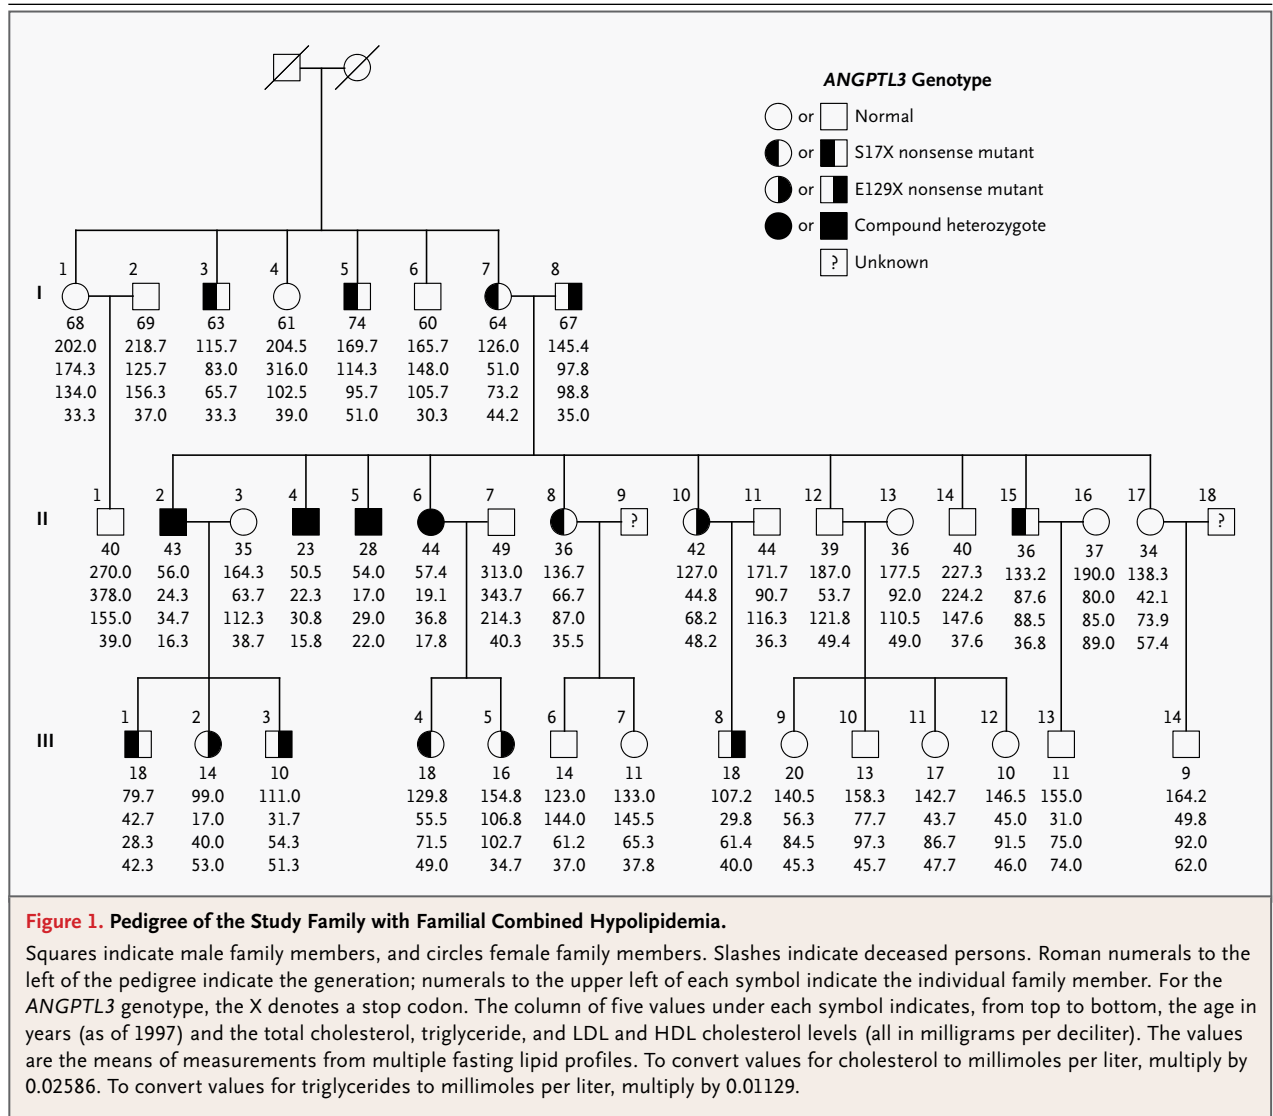 ANGPTL3 Genotype
or Normal
or S17X nonsense mutant
or E129X nonsense mutant
or Compound heterozygote
? Unknown
1 2 3 4 5 6 7 8
I
68 69 63 61 74 60 64 67
202.0 218.7 115.7 204.5 169.7 165.7 126.0 145.4
174.3 125.7 83.0 316.0 114.3 148.0 51.0 97.8
134.0 156.3 65.7 102.5 95.7 105.7 73.2 98.8
33.3 37.0 33.3 39.0 51.0 30.3 44.2 35.0
1 2 3 4 5 6 7 8 9 10 11 12 13 14 15 16 17 18
II ? ?
40 43 35 23 28 44 49 36 42 44 39 36 40 36 37 34
270.0 56.0 164.3 50.5 54.0 57.4 313.0 136.7 127.0 171.7 187.0 177.5 227.3 133.2 190.0 138.3
378.0 24.3 63.7 22.3 17.0 19.1 343.7 66.7 44.8 90.7 53.7 92.0 224.2 87.6 80.0 42.1
155.0 34.7 112.3 30.8 29.0 36.8 214.3 87.0 68.2 116.3 121.8 110.5 147.6 88.5 85.0 73.9
39.0 16.3 38.7 15.8 22.0 17.8 40.3 35.5 48.2 36.3 49.4 49.0 37.6 36.8 89.0 57.4
1 2 3 4 5 6 7 8 9 10 11 12 13 14
III
18 14 10 18 16 14 11 18 20 13 17 10 11 9
79.7 99.0 111.0 129.8 154.8 123.0 133.0 107.2 140.5 158.3 142.7 146.5 155.0 164.2
42.7 17.0 31.7 55.5 106.8 144.0 145.5 29.8 56.3 77.7 43.7 45.0 31.0 49.8
28.3 40.0 54.3 71.5 102.7 61.2 65.3 61.4 84.5 97.3 86.7 91.5 75.0 92.0
42.3 53.0 51.3 49.0 34.7 37.0 37.8 40.0 45.3 45.7 47.7 46.0 74.0 62.0
Figure 1. Pedigree of the Study Family with Familial Combined Hypolipidemia.
Squares indicate male family members, and circles female family members. Slashes indicate deceased persons. Roman numerals to the
left of the pedigree indicate the generation; numerals to the upper left of each symbol indicate the individual family member. For the
ANGPTL3 genotype, the X denotes a stop codon. The column of five values under each symbol indicates, from top to bottom, the age in
years (as of 1997) and the total cholesterol, triglyceride, and LDL and HDL cholesterol levels (all in milligrams per deciliter). The values
are the means of measurements from multiple fasting lipid profiles. To convert values for cholesterol to millimoles per liter, multiply by
0.02586. To convert values for triglycerides to millimoles per liter, multiply by 0.01129.